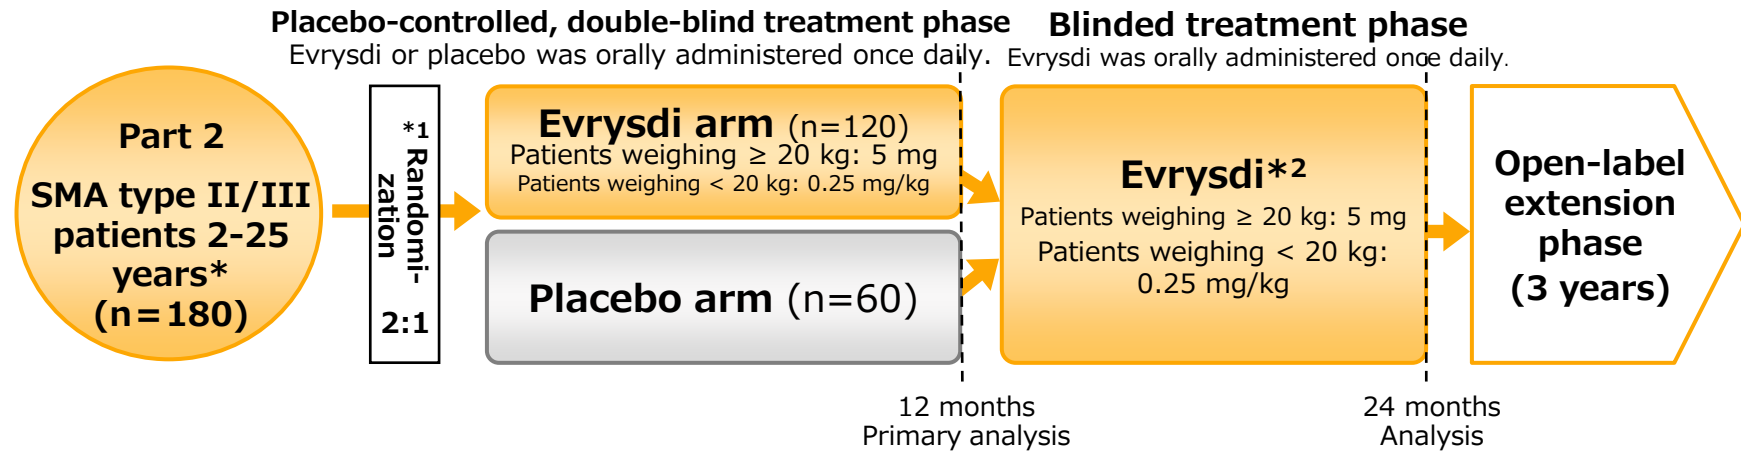 Placebo-controlled, double-blind treatment phase
Evrysdi or placebo was orally administered once daily.
Blinded treatment phase
Evrysdi was orally administered once daily.
Part 2
SMA type II/III
patients 2-25
years*
(n=180)
*1 Randomi-
zation
2:1
Evrysdi arm (n=120)
Patients weighing ≥ 20 kg: 5 mg
Patients weighing < 20 kg: 0.25 mg/kg
Placebo arm (n=60)
Evrysdi*2
Patients weighing ≥ 20 kg: 5 mg
Patients weighing < 20 kg:
0.25 mg/kg
Open-label
extension
phase
(3 years)
12 months
Primary analysis
24 months
Analysis